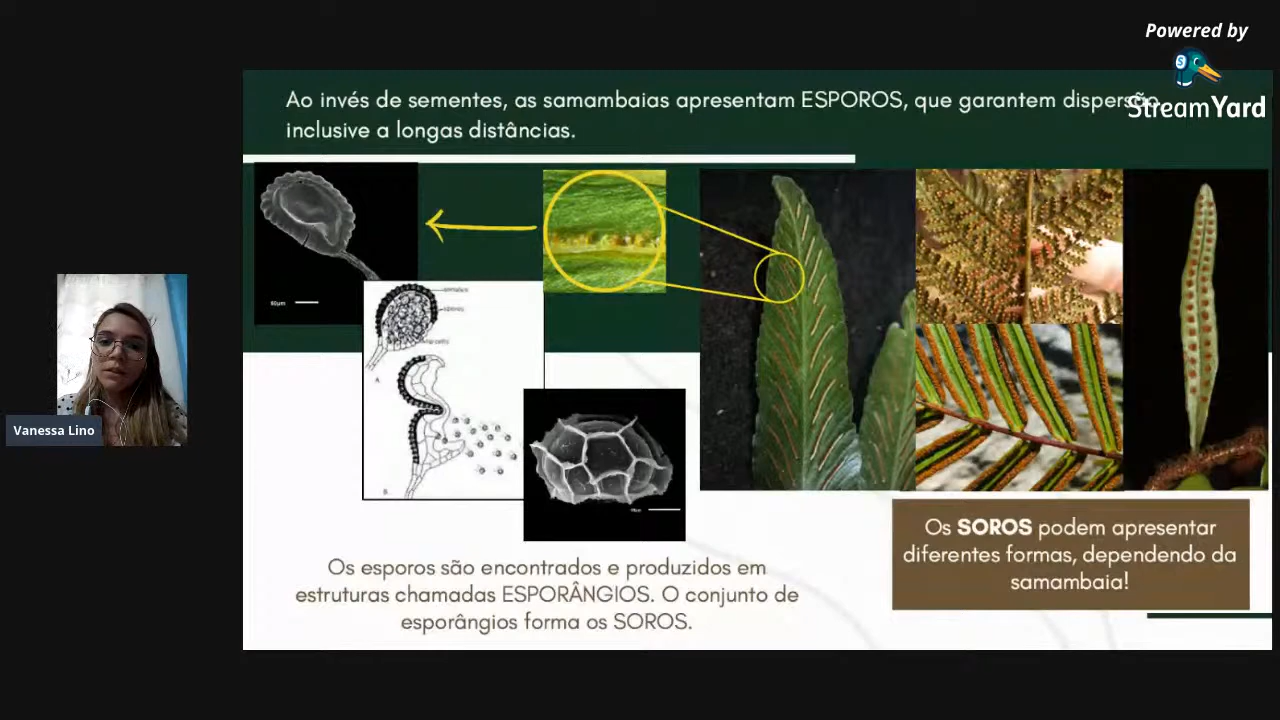 Powered by
StreamYard
Ao invés de sementes, as samambaias apresentam ESPOROS, que garantem dispersão
inclusive a longas distâncias.
Vanessa Lino
A
B
Os SOROS podem apresentar
diferentes formas, dependendo da
samambaia!
Os esporos são encontrados e produzidos em
estruturas chamadas ESPORÂNGIOS. O conjunto de
esporângios forma os SOROS.